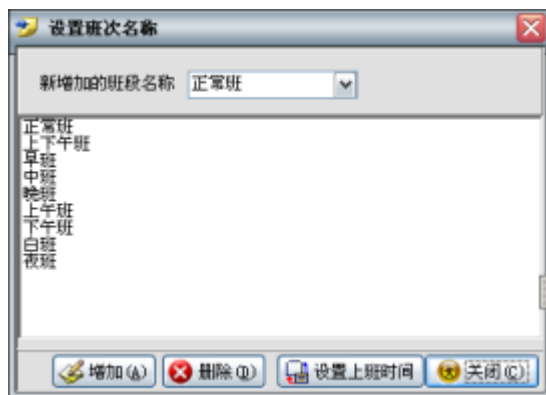 设置班次名称
新增加的班段名称 正常班
正常班
上下午班
早班
中班
晚班
上午班
下午班
白班
夜班
增加(A) 删除(D) 设置上班时间 关闭(C)